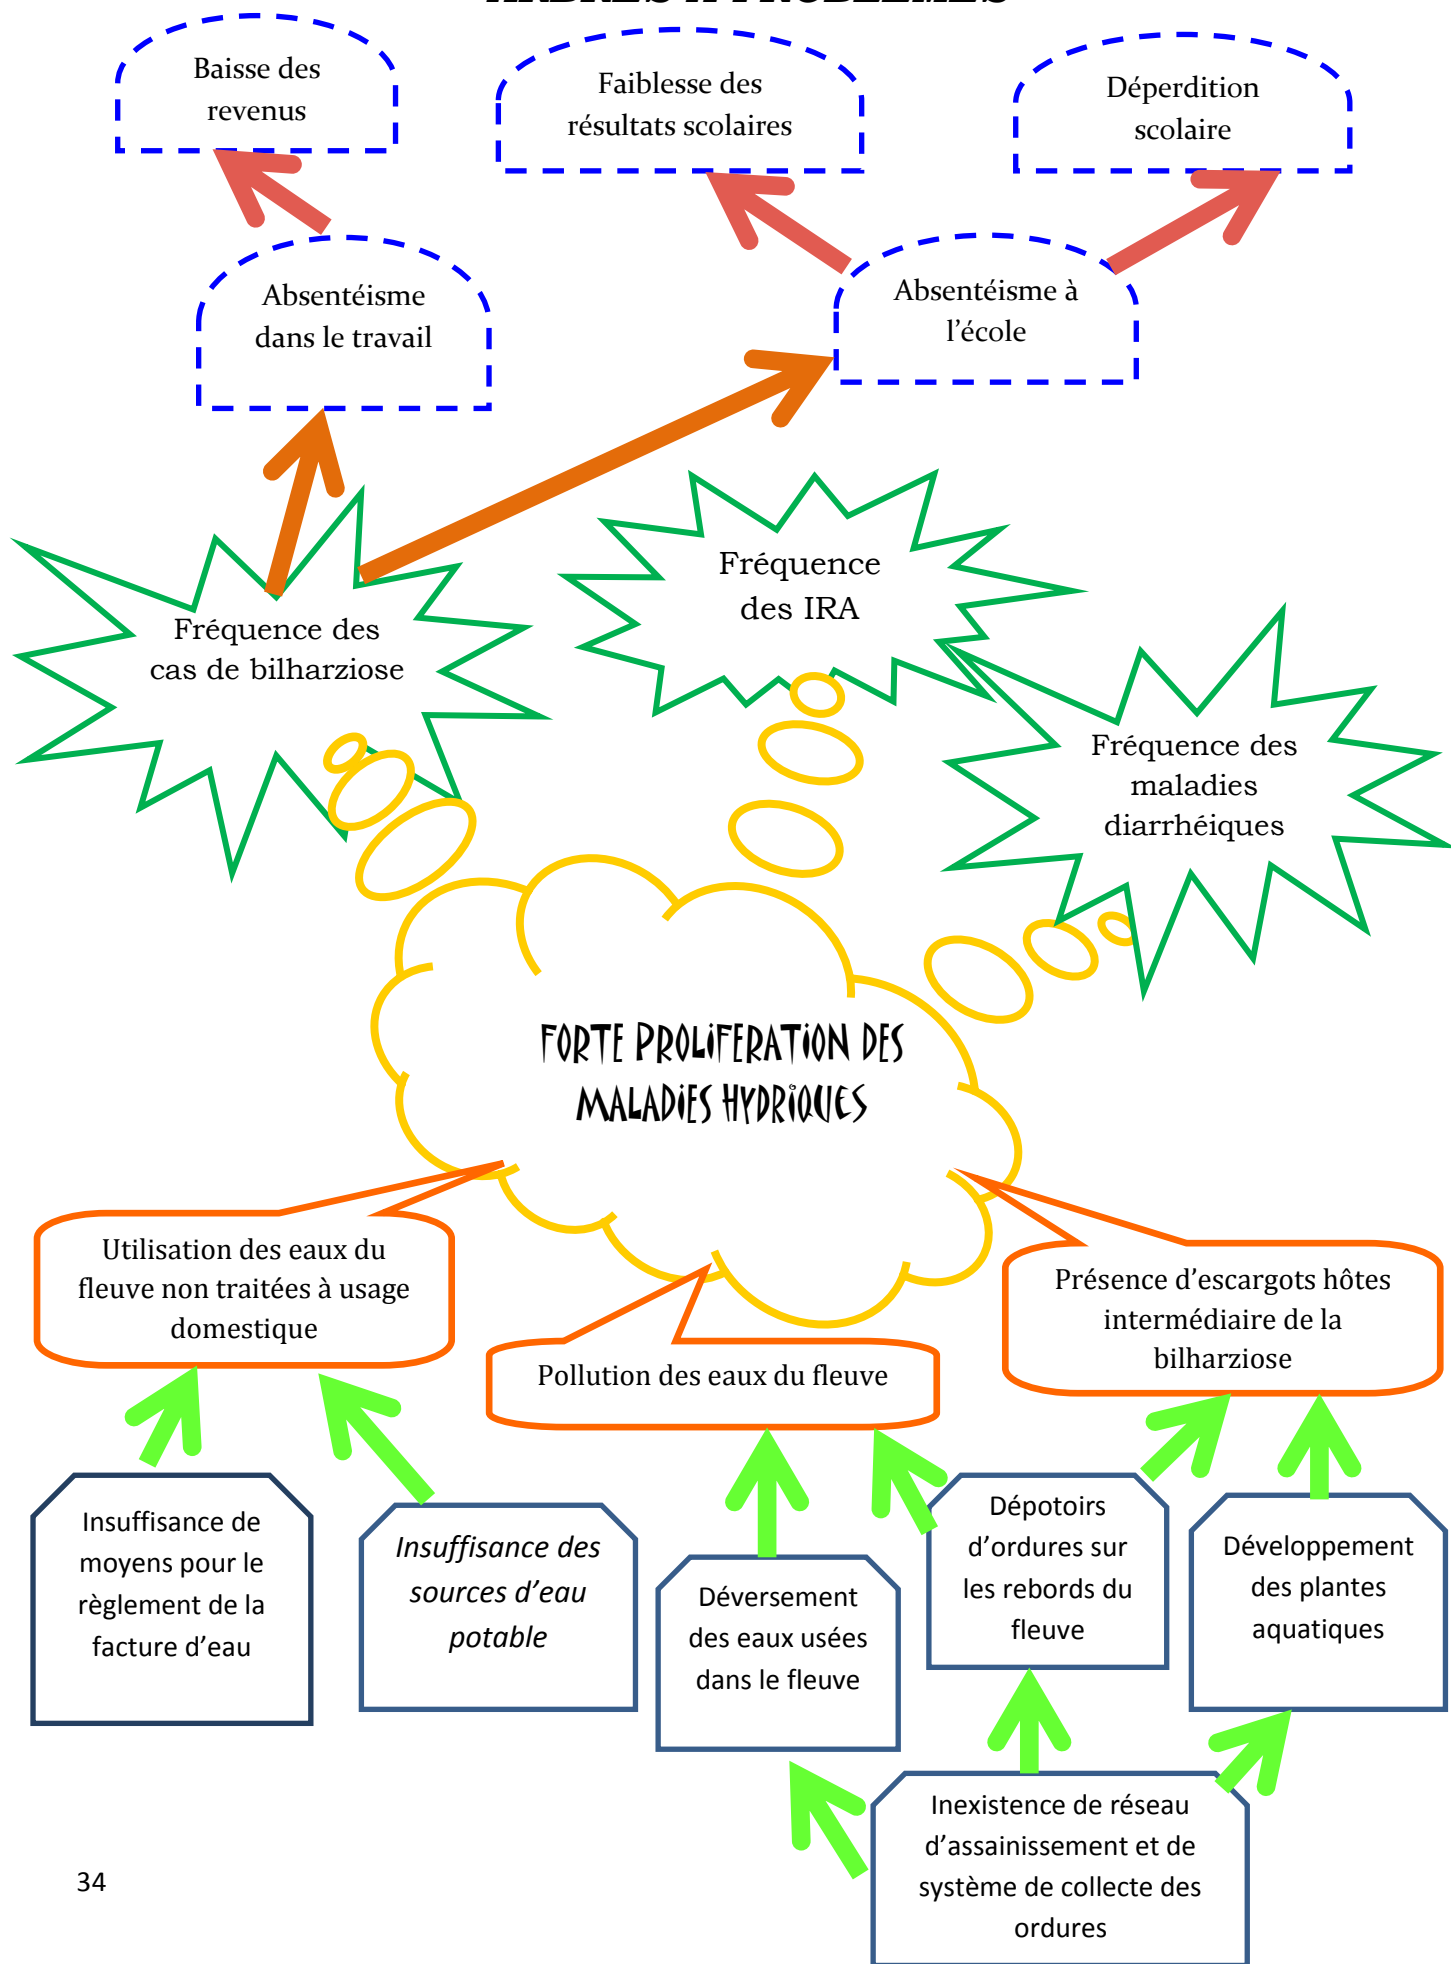 Baisse des
revenus
Faiblesse des
résultats scolaires
Déperdition
scolaire
Absentéisme
dans le travail
Absentéisme à
l’école
Fréquence des
cas de bilharziose
Fréquence
des IRA
Fréquence des
maladies
diarrhéiques
FORTE PROLIFERATION DES
MALADIES HYDRIQUES
Utilisation des eaux du
fleuve non traitées à usage
domestique
Pollution des eaux du fleuve
Présence d’escargots hôtes
intermédiaire de la
bilharziose
Insuffisance de
moyens pour le
règlement de la
facture d’eau
Insuffisance des
sources d’eau
potable
Déversement
des eaux usées
dans le fleuve
Dépotoirs
d’ordures sur
les rebords du
fleuve
Développement
des plantes
aquatiques
Inexistence de réseau
d’assainissement et de
système de collecte des
ordures
34